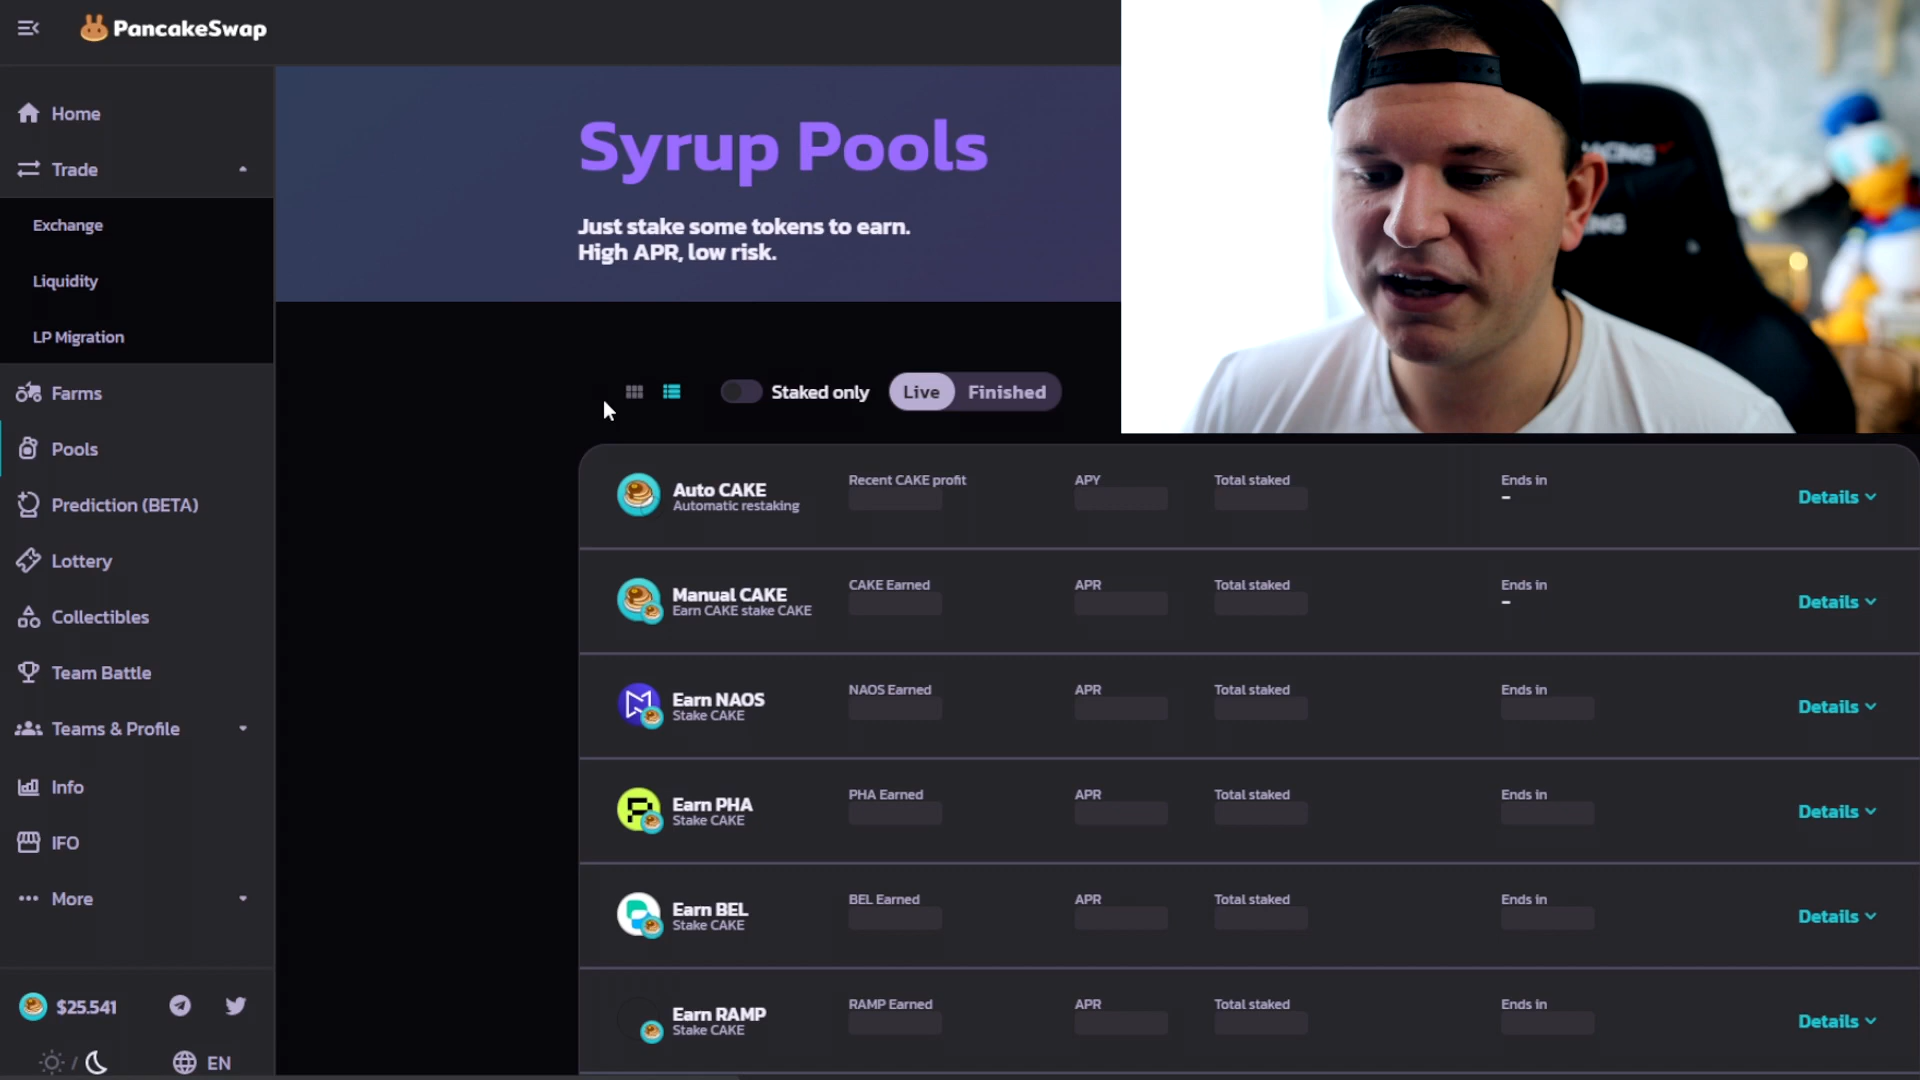 PancakeSwap
Home
Trade
Exchange
Liquidity
LP Migration
Farms
Pools
Prediction (BETA)
Lottery
Collectibles
Team Battle
Teams & Profile
Info
IFO
More
$25.541
/
EN
Syrup Pools
Just stake some tokens to earn.
High APR, low risk.
Staked only
Live
Finished
Auto CAKE
Automatic restaking
Recent CAKE profit
APY
Total staked
Ends in
-
Details
Manual CAKE
Earn CAKE stake CAKE
CAKE Earned
APR
Total staked
Ends in
-
Details
Earn NAOS
Stake CAKE
NAOS Earned
APR
Total staked
Ends in
Details
Earn PHA
Stake CAKE
PHA Earned
APR
Total staked
Ends in
Details
Earn BEL
Stake CAKE
BEL Earned
APR
Total staked
Ends in
Details
Earn RAMP
Stake CAKE
RAMP Earned
APR
Total staked
Ends in
Details